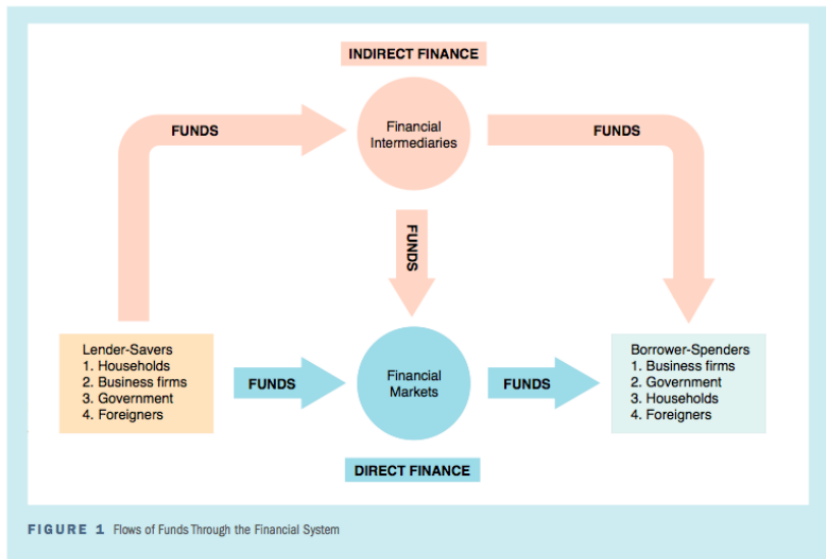 INDIRECT FINANCE
FUNDS
Financial
Intermediaries
FUNDS
FUNDS
Lender-Savers
1. Households
2. Business firms
3. Government
4. Foreigners
FUNDS
Financial
Markets
FUNDS
Borrower-Spenders
1. Business firms
2. Government
3. Households
4. Foreigners
DIRECT FINANCE
FIGURE 1 Flows of Funds Through the Financial System